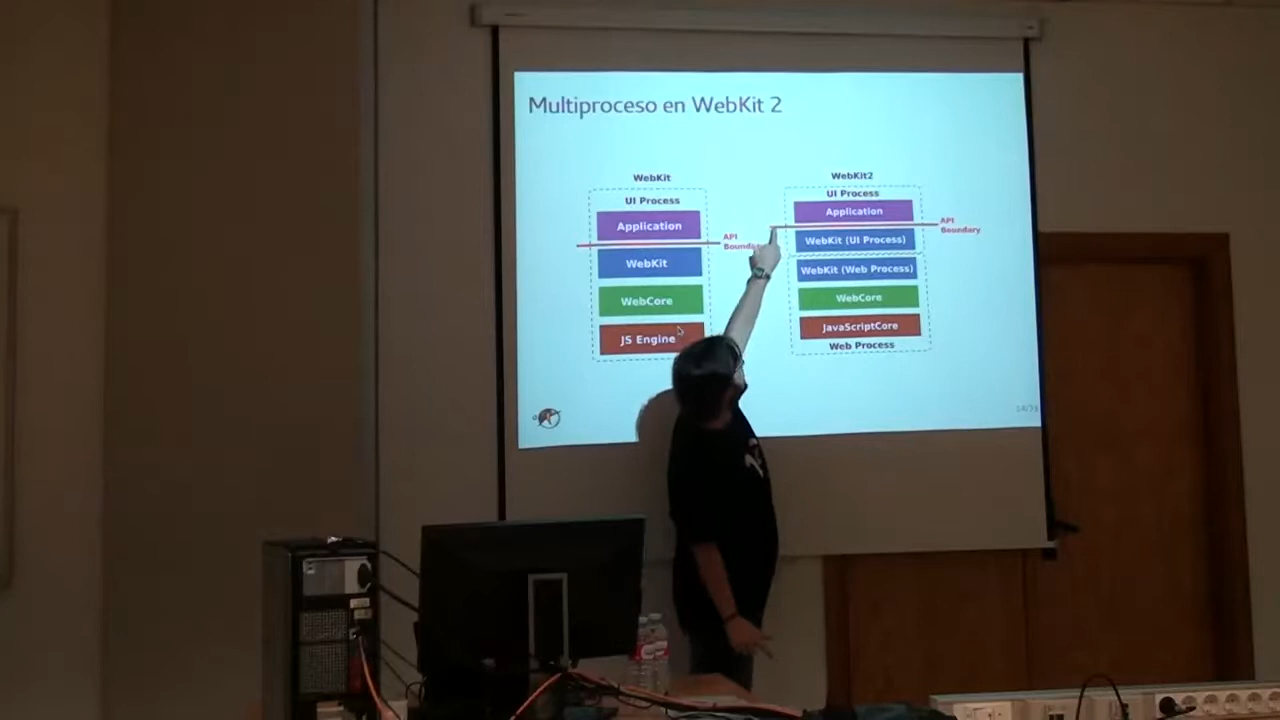 Multiproceso en WebKit 2
WebKit
UI Process
Application
API
WebKit
WebCore
JS Engine
WebKit2
UI Process
Application
API
Boundary
WebKit (UI Process)
WebKit (Web Process)
WebCore
JavaScriptCore
Web Process